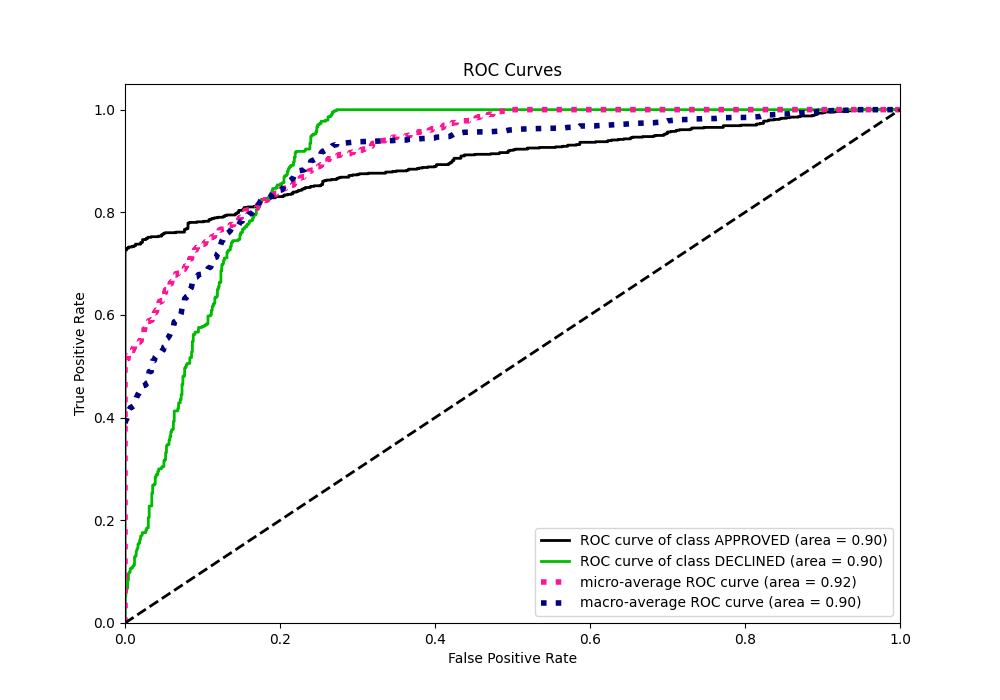 ROC Curves
True Positive Rate
1.0
0.8
0.6
0.4
0.2
0.0
ROC curve of class APPROVED (area = 0.90)
ROC curve of class DECLINED (area = 0.90)
micro-average ROC curve (area = 0.92)
macro-average ROC curve (area = 0.90)
0.0 0.2 0.4 0.6 0.8 1.0
False Positive Rate